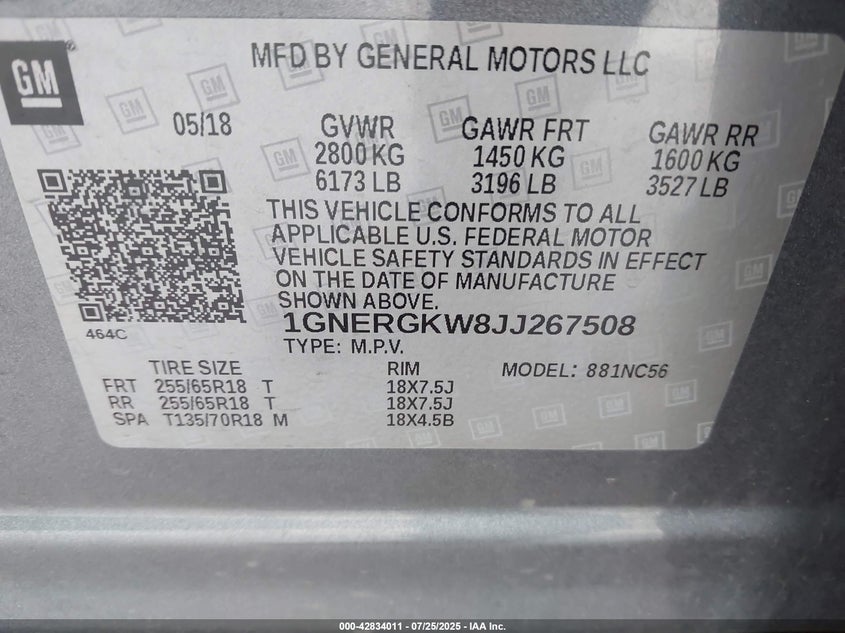 GM
MFD BY GENERAL MOTORS LLC
05/18 GVWR GAWR FRT GAWR RR
2800 KG 1450 KG 1600 KG
6173 LB 3196 LB 3527 LB
THIS VEHICLE CONFORMS TO ALL
APPLICABLE U.S. FEDERAL MOTOR
VEHICLE SAFETY STANDARDS IN EFFECT
ON THE DATE OF MANUFACTURE
SHOWN ABOVE.
464C
1GNERGKW8JJ267508
TYPE: M.P.V.
TIRE SIZE RIM MODEL: 881NC56
FRT 255/65R18 T 18X7.5J
RR 255/65R18 T 18X7.5J
SPA T135/70R18 M 18X4.5B
000-42834011 - 07/25/2025 - IAA Inc.